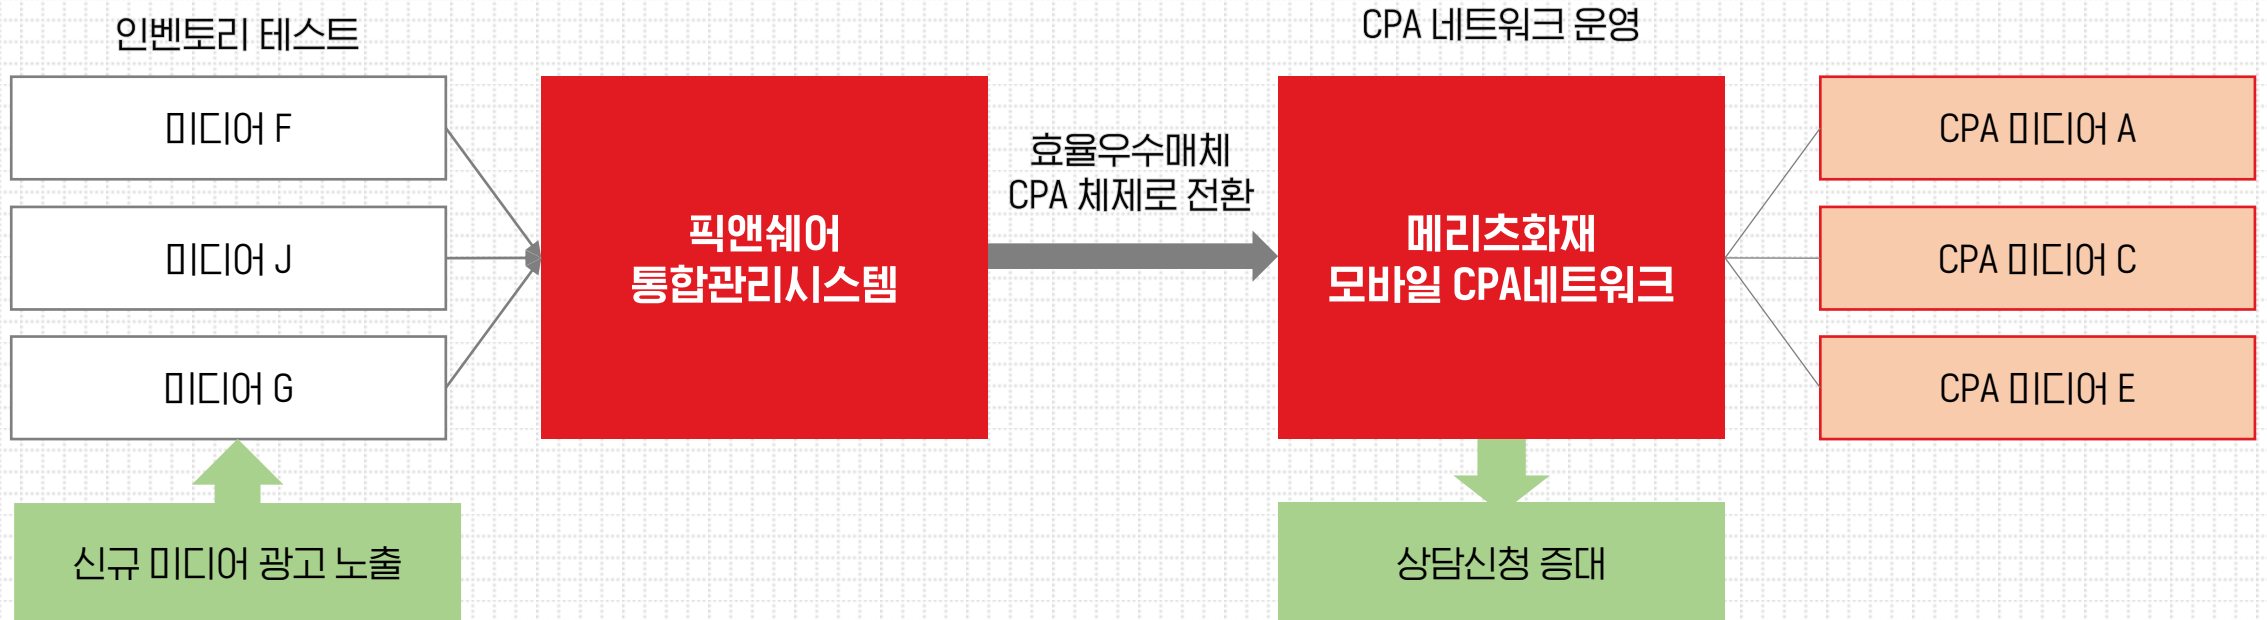 인벤토리 테스트
CPA 네트워크 운영
미디어 F
미디어 J
미디어 G
픽앤쉐어
통합관리시스템
효율우수매체
CPA 체제로 전환
메리츠화재
모바일 CPA네트워크
CPA 미디어 A
CPA 미디어 C
CPA 미디어 E
신규 미디어 광고 노출
상담신청 증대